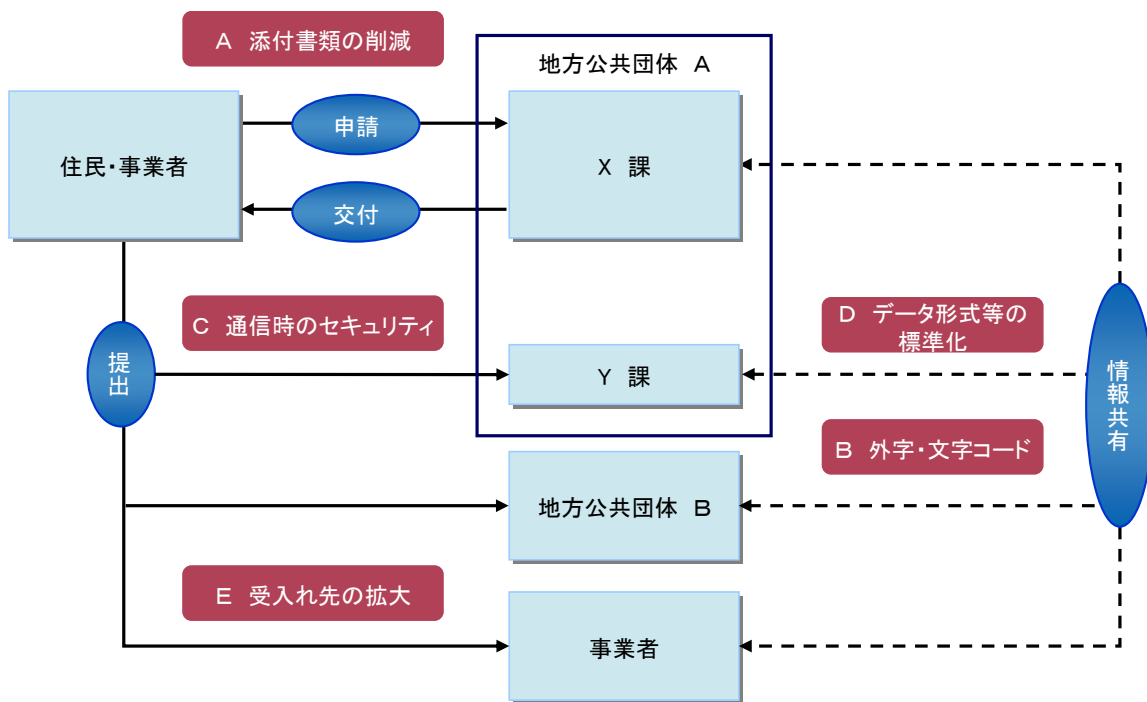 A 添付書類の削減
地方公共団体 A
申請
住民・事業者
X 課
交付
C 通信時のセキュリティ
D データ形式等の
標準化
提出
Y 課
情報共有
B 外字・文字コード
地方公共団体 B
E 受入れ先の拡大
事業者